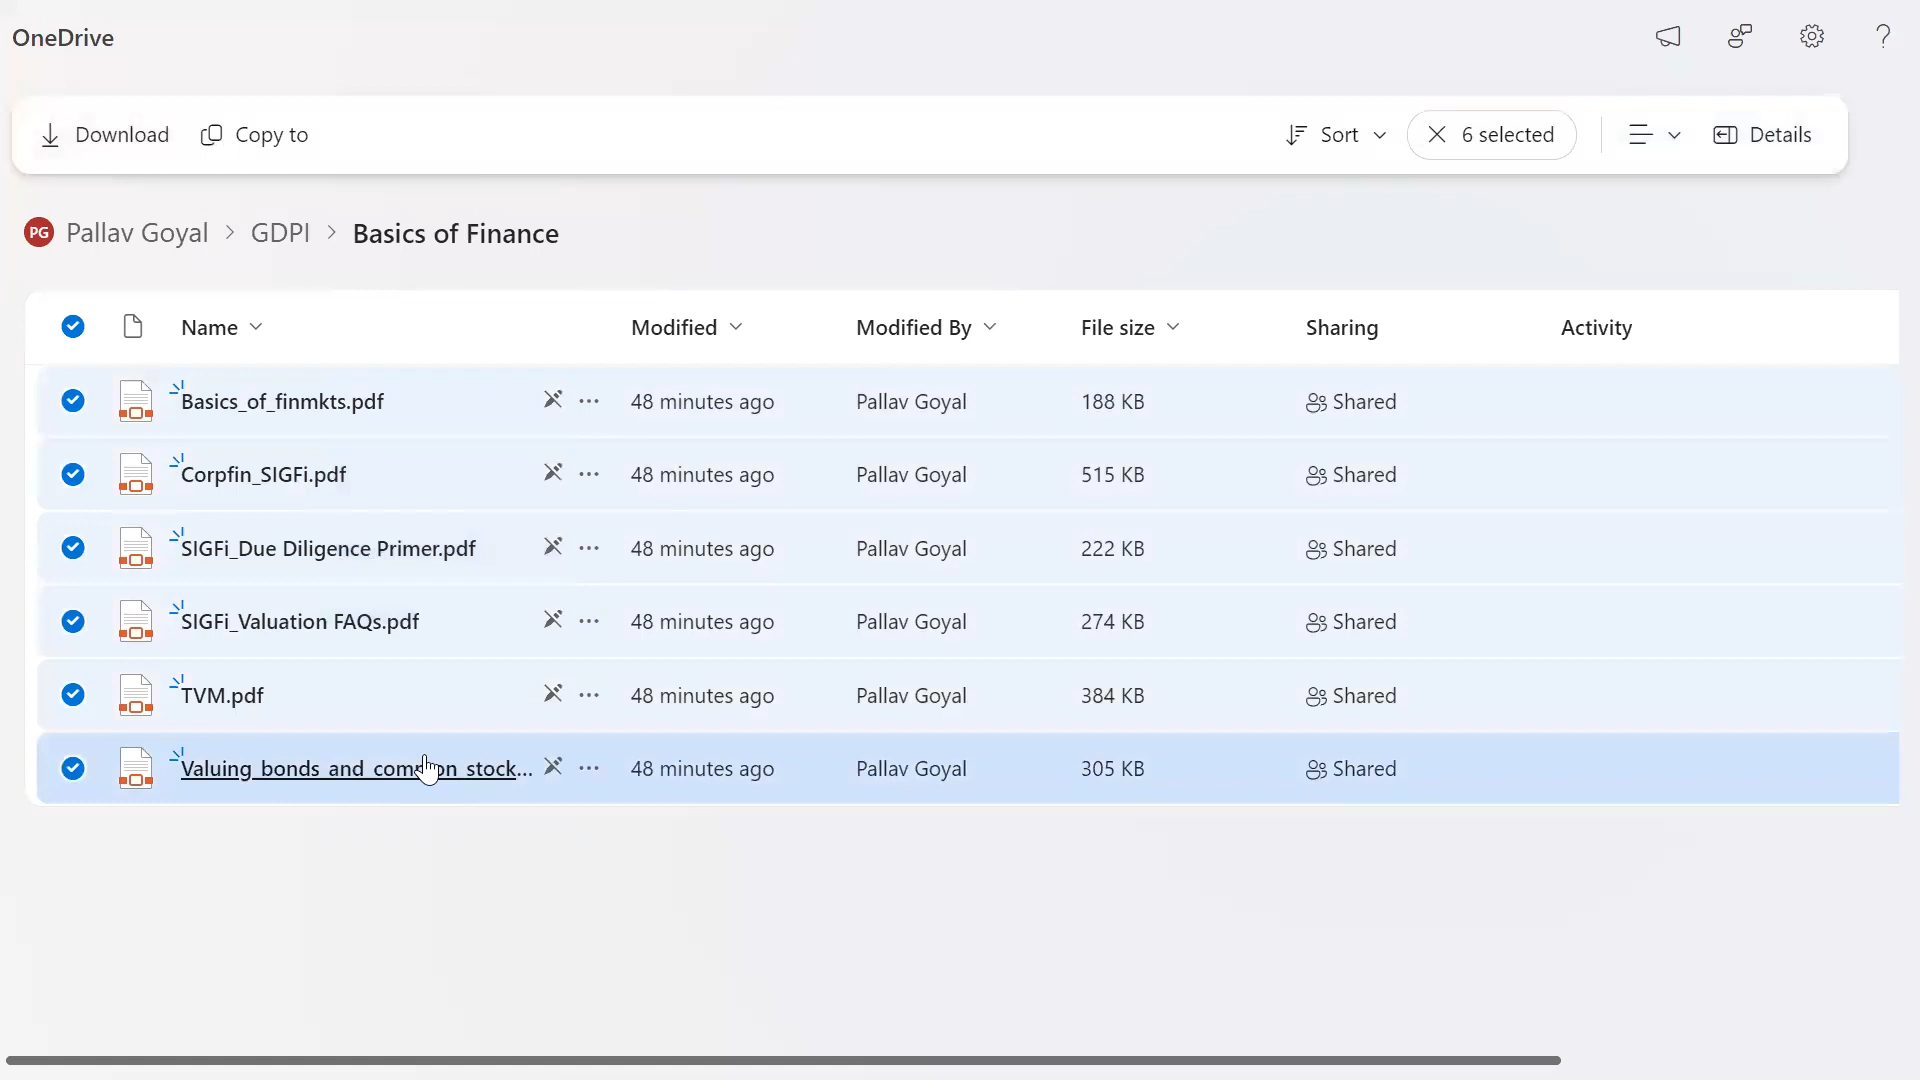 OneDrive
Download Copy to Sort 6 selected Details
PG Pallav Goyal > GDPI > Basics of Finance
Name Modified Modified By File size Sharing Activity
Basics_of_finmkts.pdf 48 minutes ago Pallav Goyal 188 KB Shared
Corpfin_SIGFi.pdf 48 minutes ago Pallav Goyal 515 KB Shared
SIGFi_Due Diligence Primer.pdf 48 minutes ago Pallav Goyal 222 KB Shared
SIGFi_Valuation FAQs.pdf 48 minutes ago Pallav Goyal 274 KB Shared
TVM.pdf 48 minutes ago Pallav Goyal 384 KB Shared
Valuing_bonds_and_common_stock... 48 minutes ago Pallav Goyal 305 KB Shared